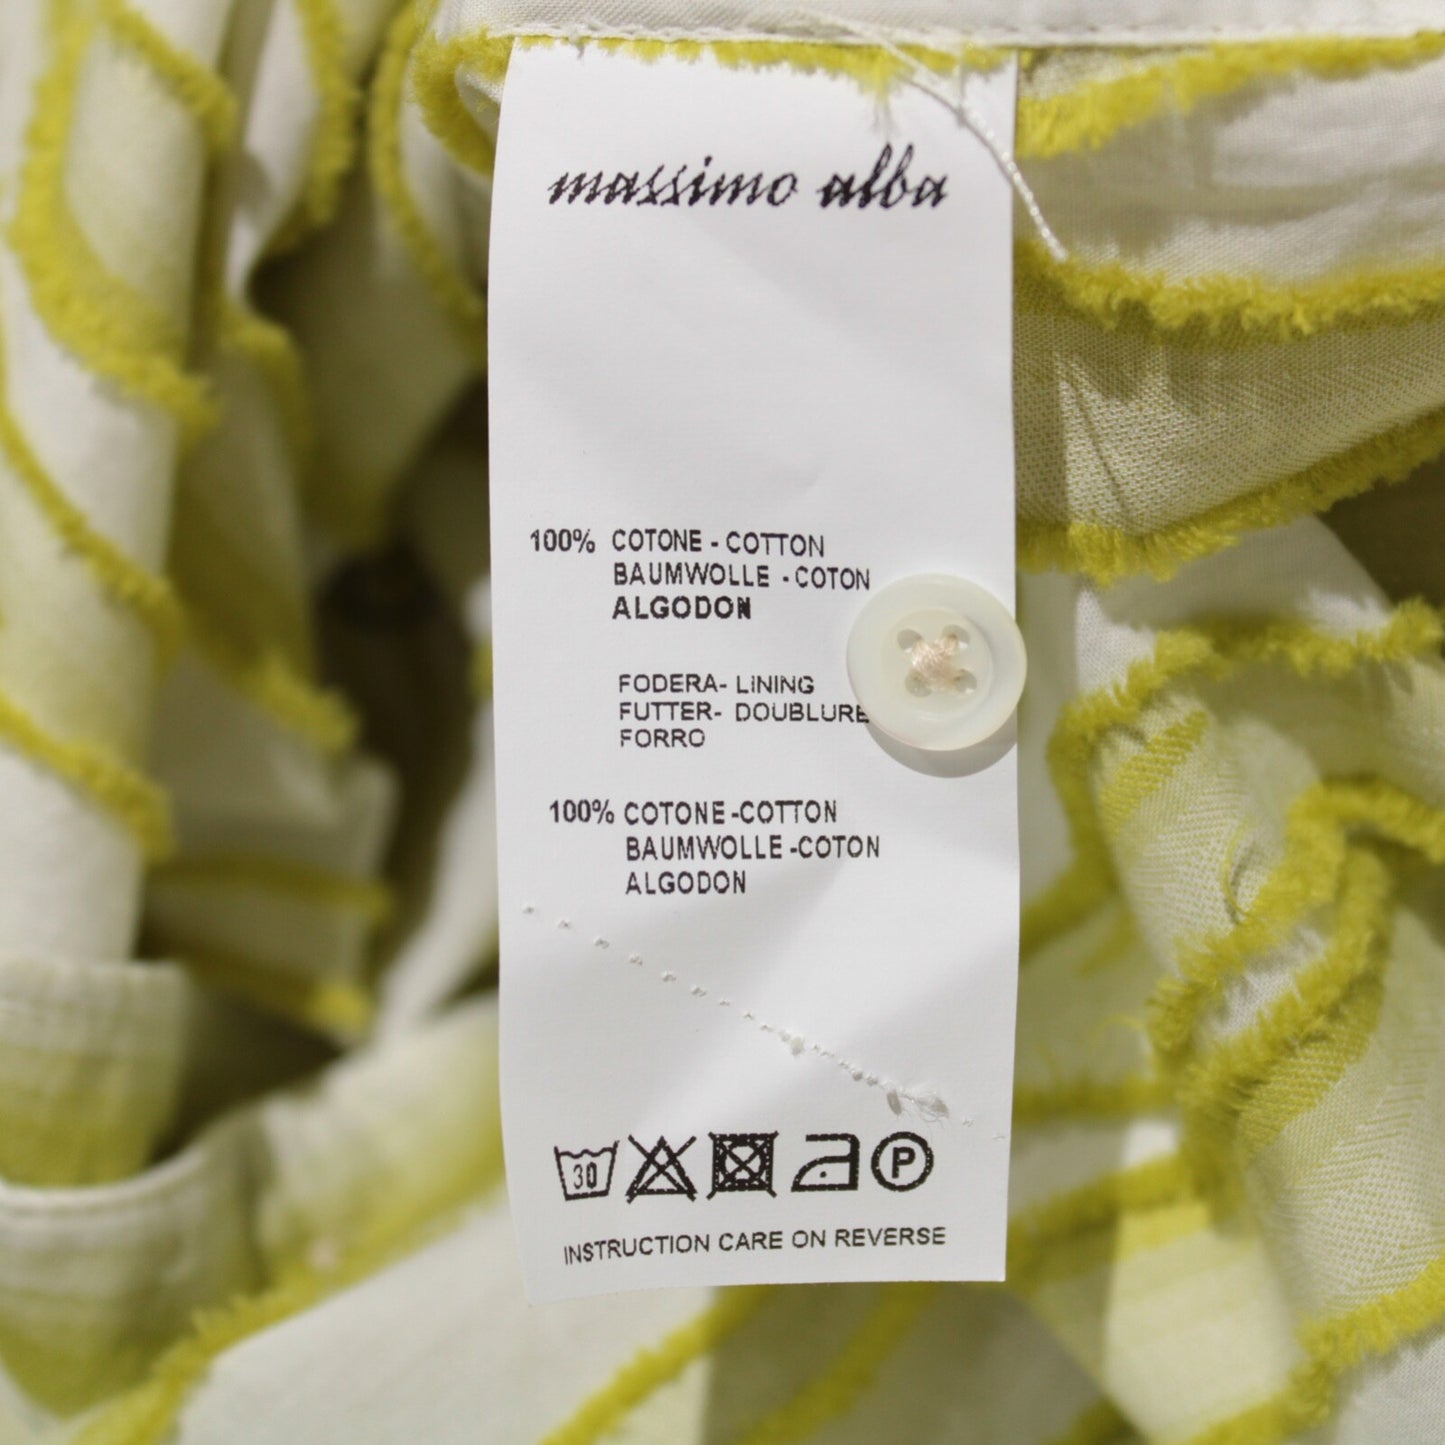 massimo alba
100% COTONE - COTTON
BAUMWOLLE - COTON
ALGODON
FODERA- LINING
FUTTER- DOUBLURE
FORRO
100% COTONE -COTTON
BAUMWOLLE -COTON
ALGODON
30 P
INSTRUCTION CARE ON REVERSE